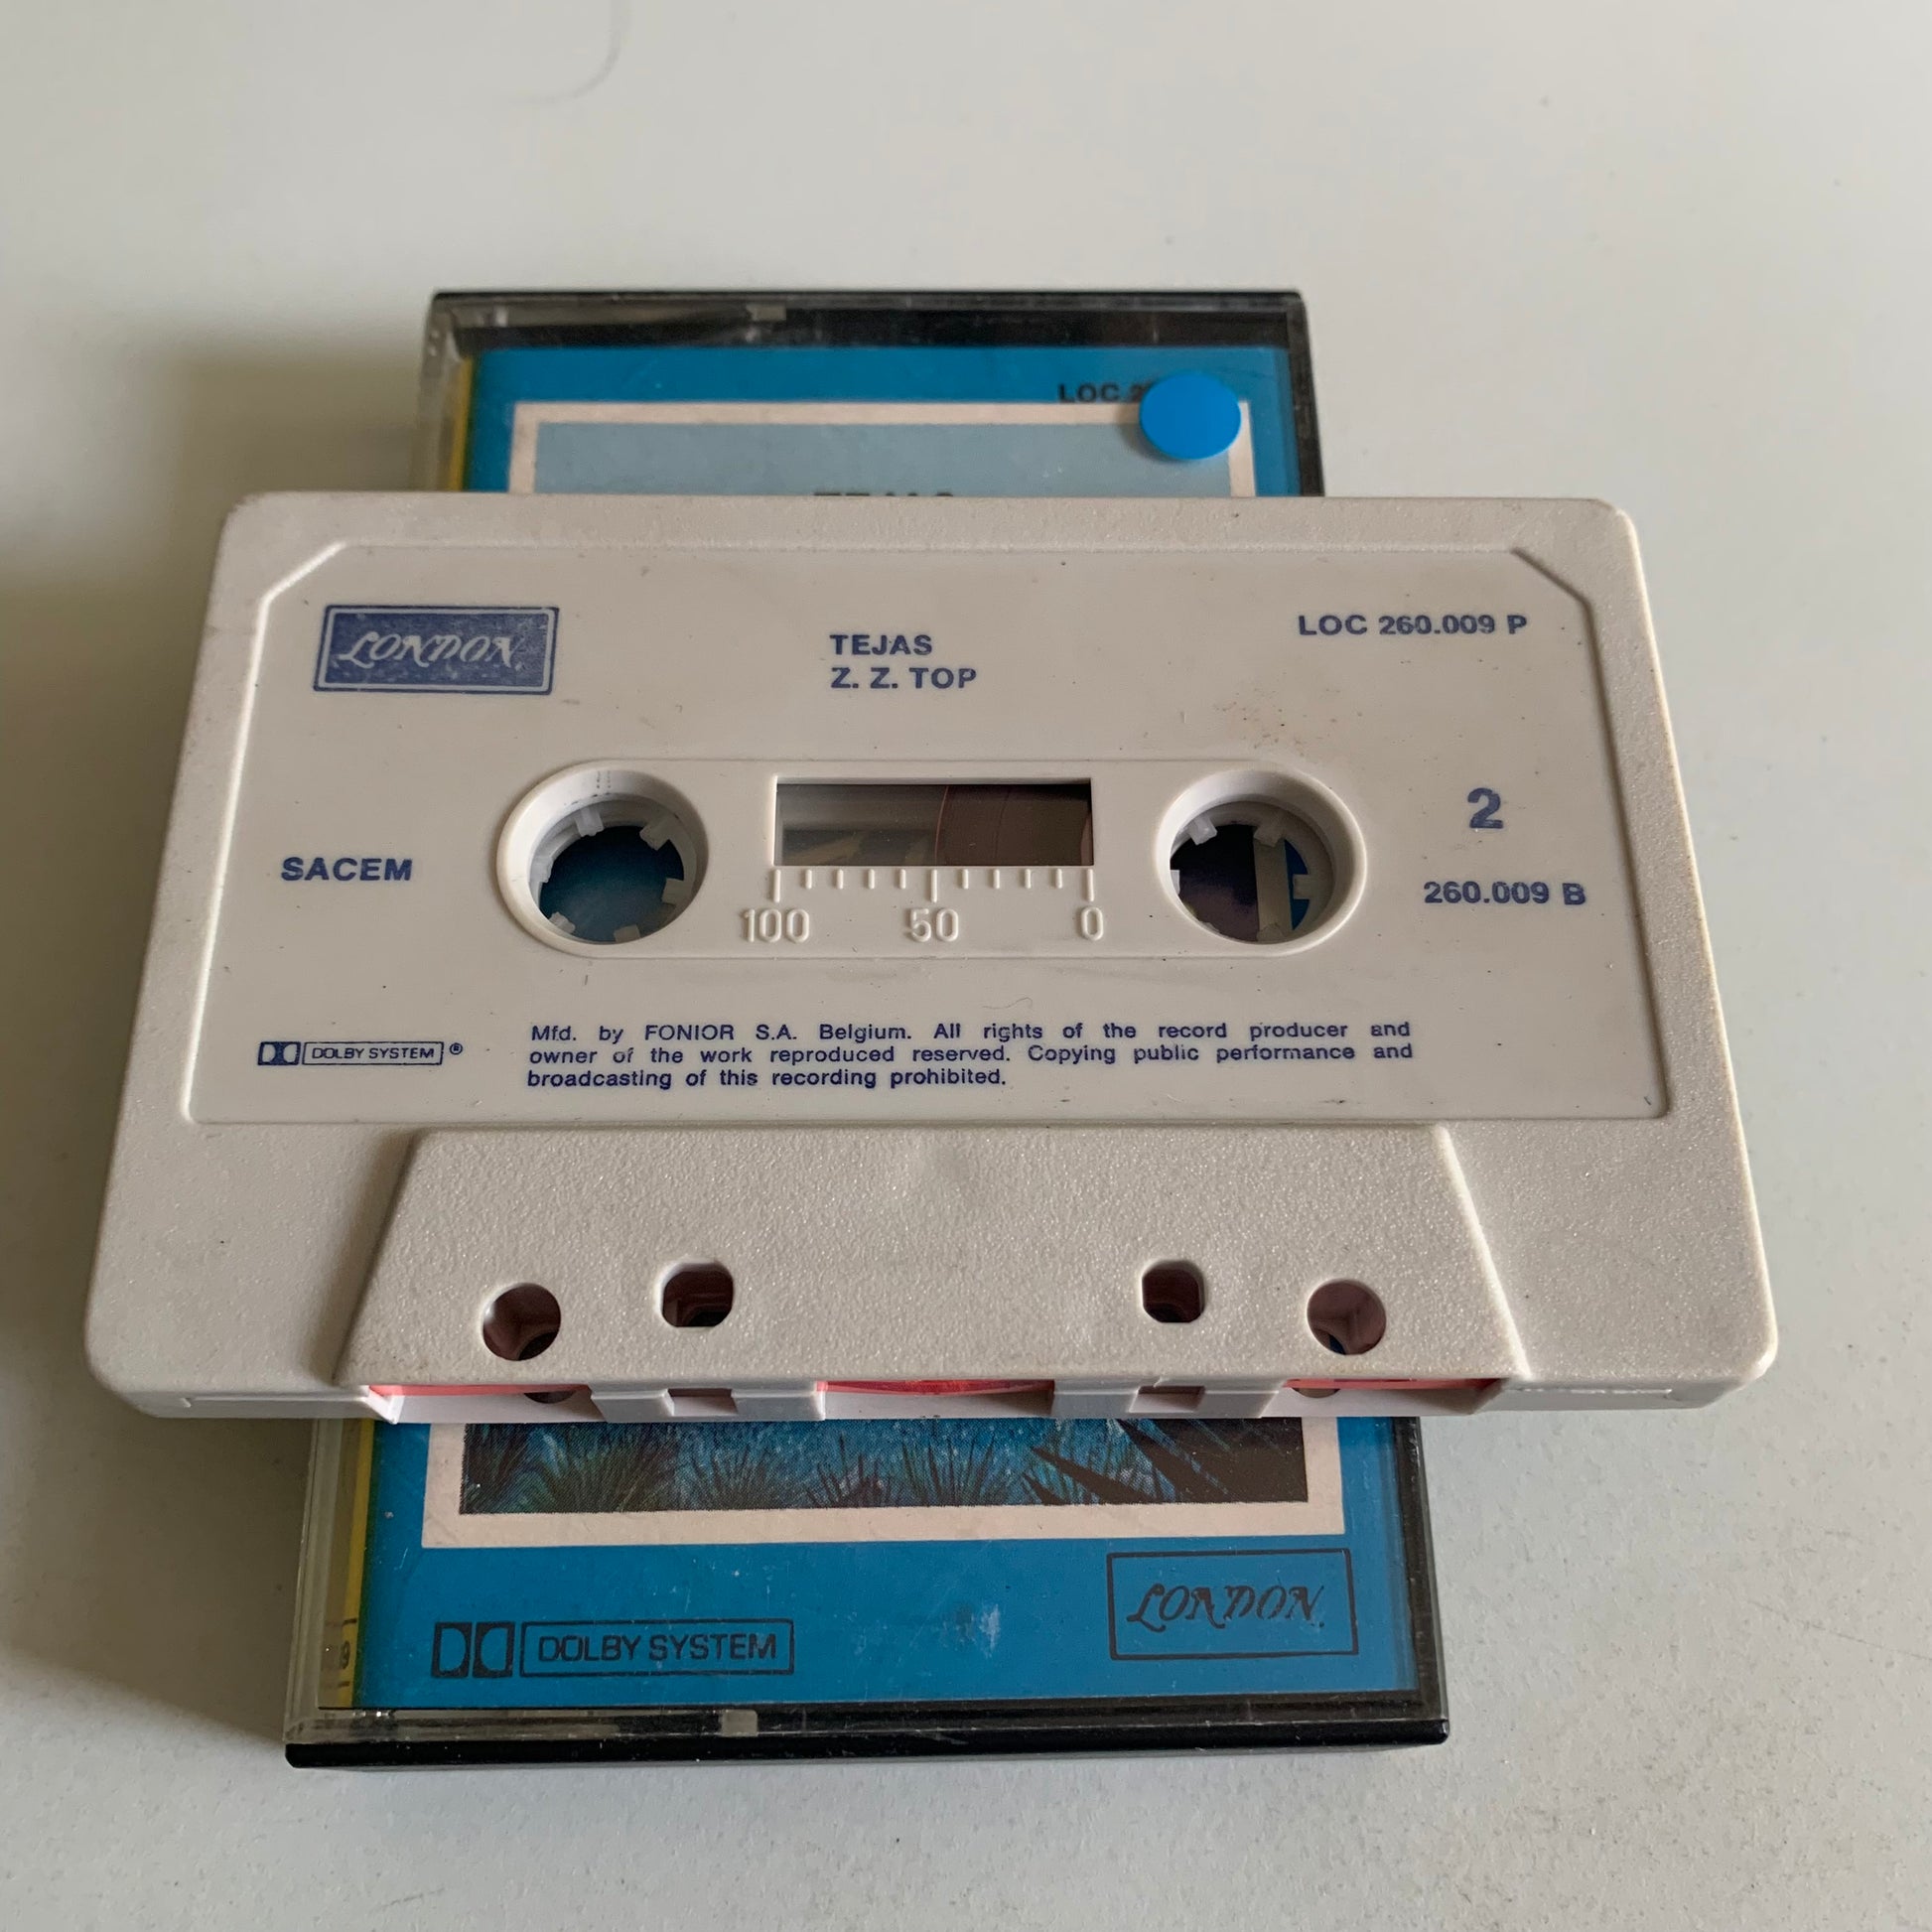 LOC 2
TEJAS
LONDON
TEJAS
Z. Z. TOP
LOC 260.009 P
2
SACEM
260.009 B
100 50 0
DOLBY SYSTEM ®
Mfd. by FONIOR S.A. Belgium. All rights of the record producer and
owner of the work reproduced reserved. Copying public performance and
broadcasting of this recording prohibited.
DOLBY SYSTEM
LONDON